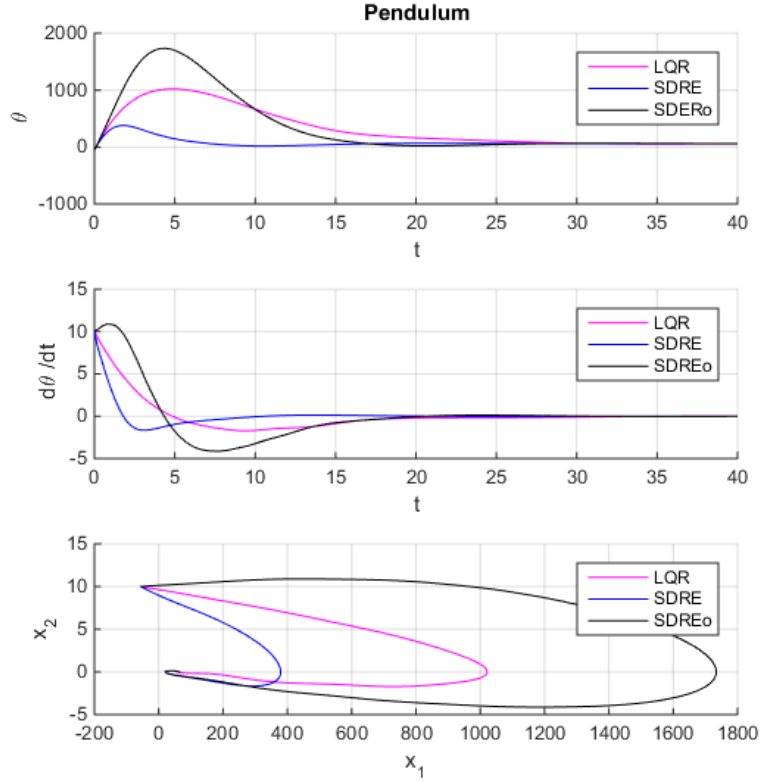 Pendulum
2000
1000
0
-1000
θ
0 5 10 15 20 25 30 35 40
t
LQR
SDRE
SDERo
15
10
5
0
-5
dθ /dt
0 5 10 15 20 25 30 35 40
t
LQR
SDRE
SDREo
15
10
5
0
-5
x2
-200 0 200 400 600 800 1000 1200 1400 1600 1800
x1
LQR
SDRE
SDREo